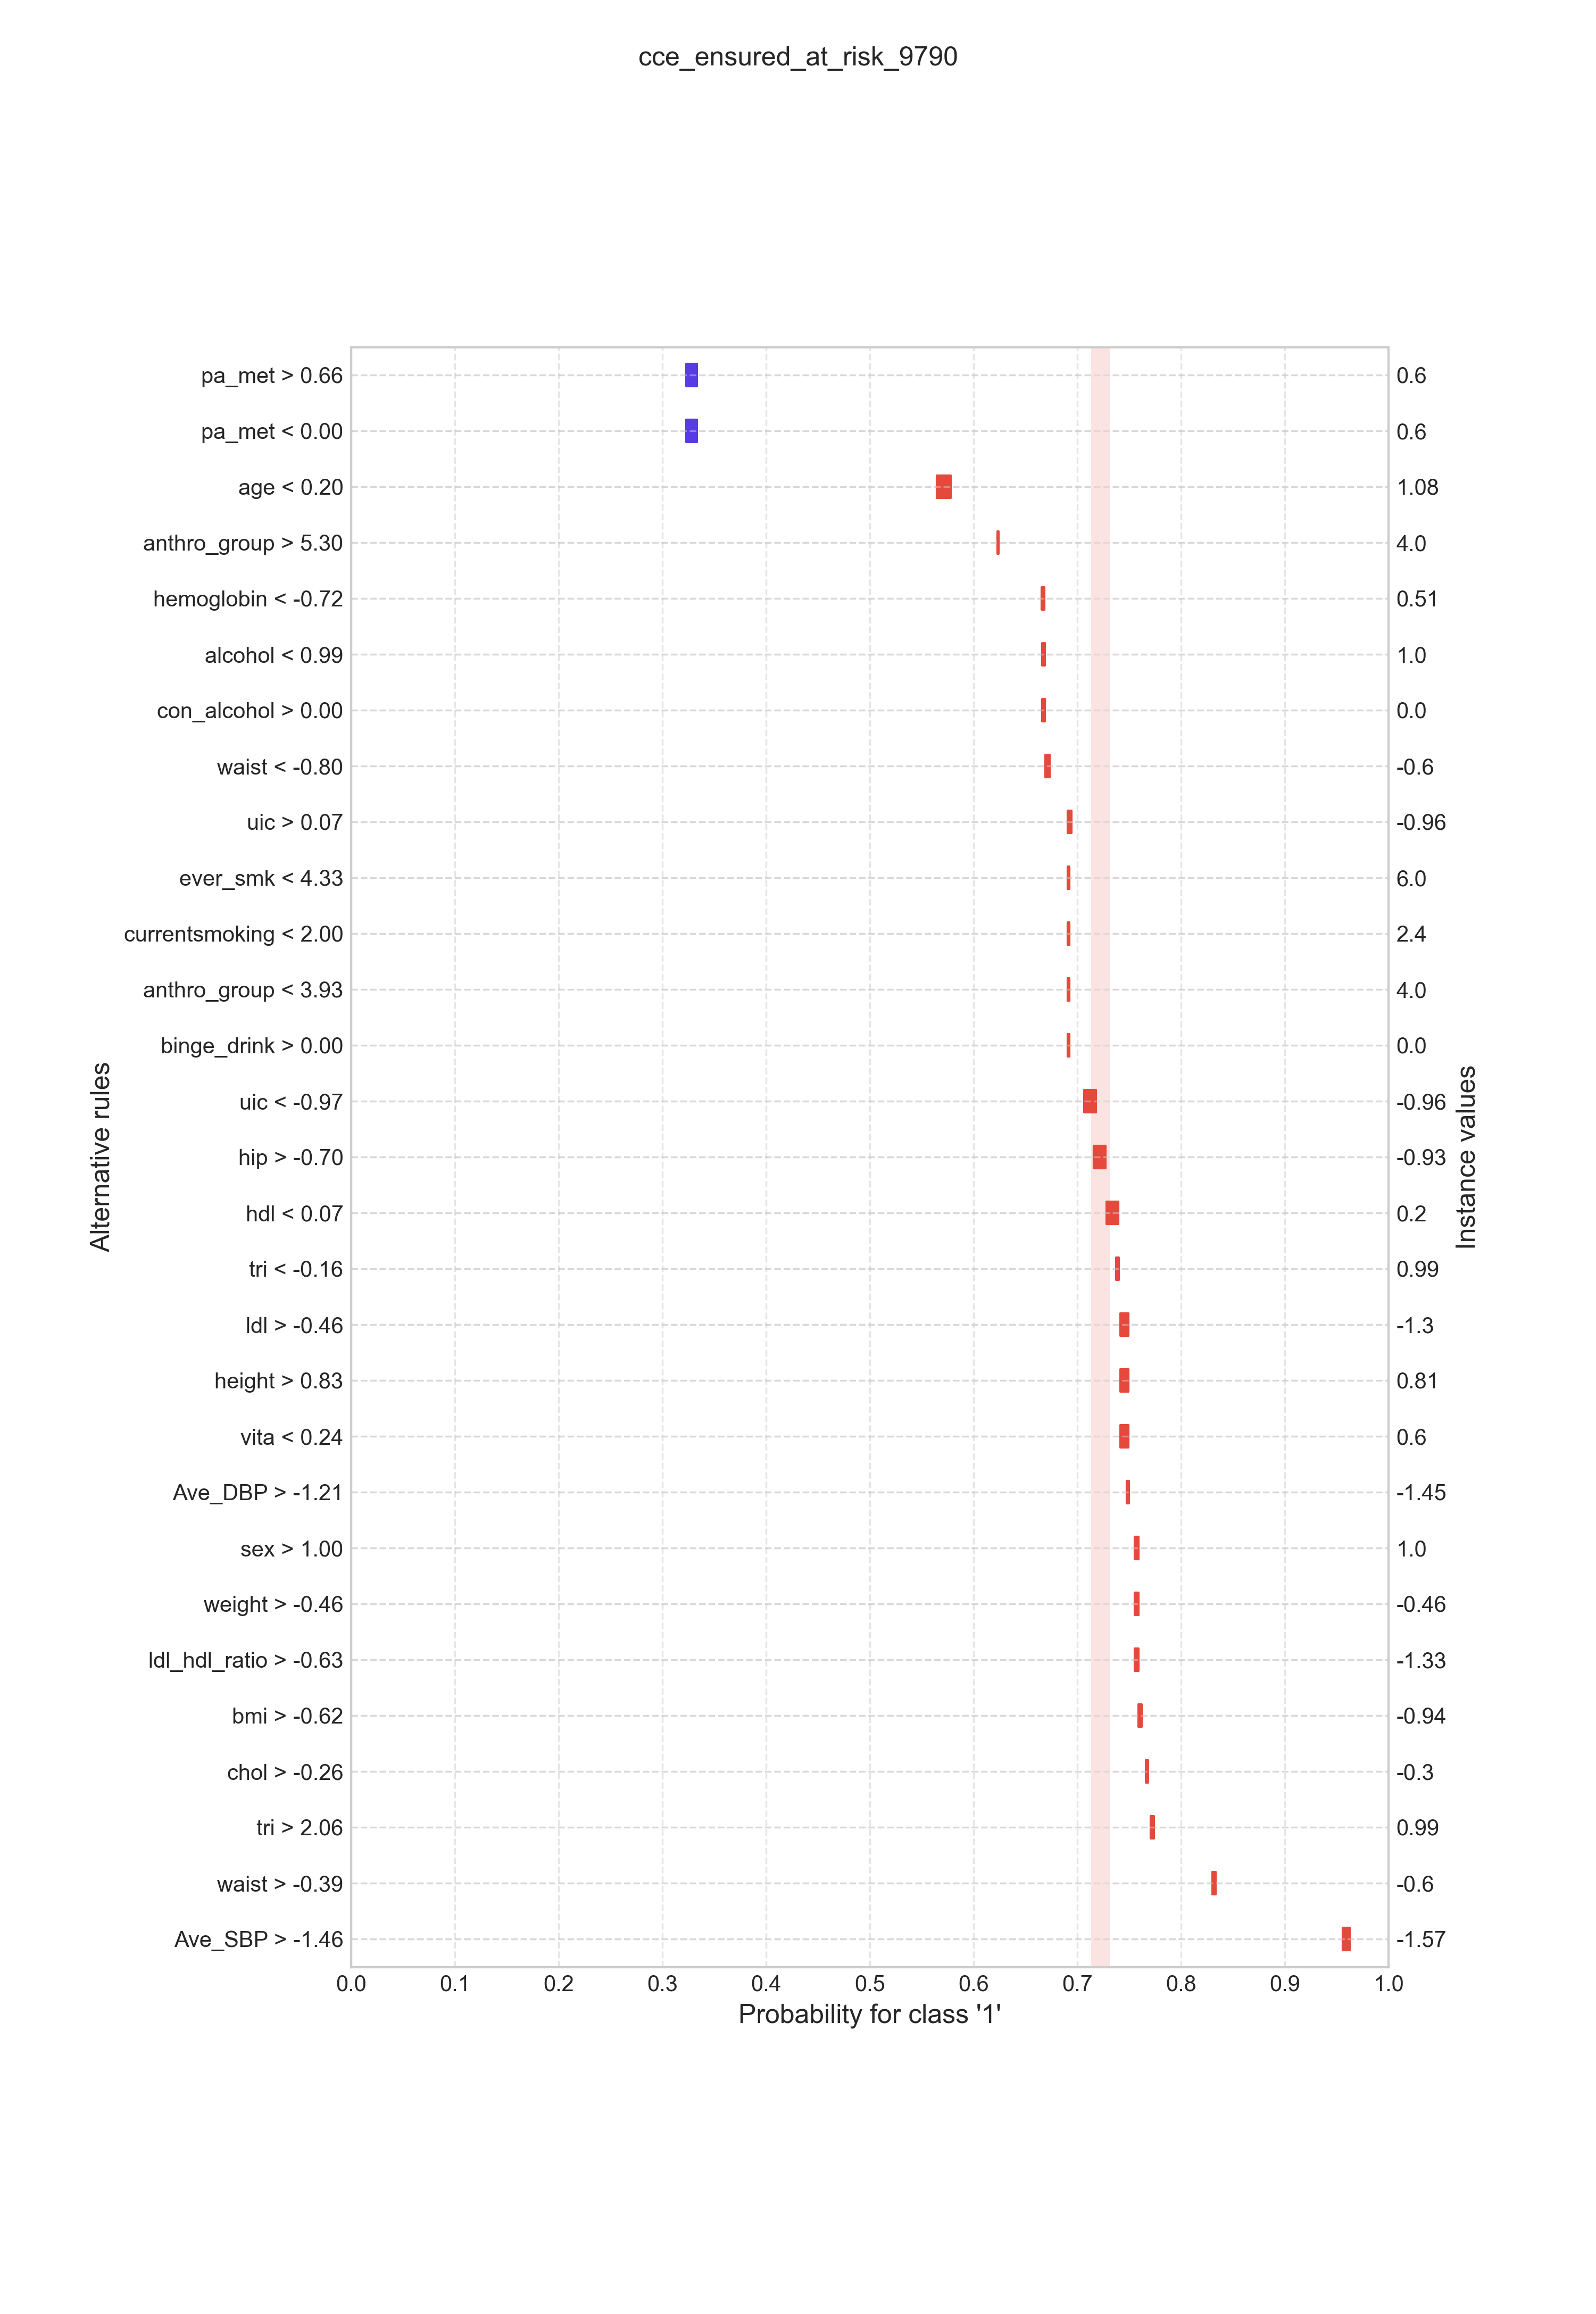 cce_ensured_at_risk_9790
pa_met > 0.66 0.6
pa_met < 0.00 0.6
age < 0.20 1.08
anthro_group > 5.30 4.0
hemoglobin < -0.72 0.51
alcohol < 0.99 1.0
con_alcohol > 0.00 0.0
waist < -0.80 -0.6
uic > 0.07 -0.96
ever_smk < 4.33 6.0
currentsmoking < 2.00 2.4
anthro_group < 3.93 4.0
binge_drink > 0.00 0.0
uic < -0.97 -0.96
hip > -0.70 -0.93
hdl < 0.07 0.2
tri < -0.16 0.99
ldl > -0.46 -1.3
height > 0.83 0.81
vita < 0.24 0.6
Ave_DBP > -1.21 -1.45
sex > 1.00 1.0
weight > -0.46 -0.46
ldl_hdl_ratio > -0.63 -1.33
bmi > -0.62 -0.94
chol > -0.26 -0.3
tri > 2.06 0.99
waist > -0.39 -0.6
Ave_SBP > -1.46 -1.57
Alternative rules
Instance values
0.0 0.1 0.2 0.3 0.4 0.5 0.6 0.7 0.8 0.9 1.0
Probability for class '1'